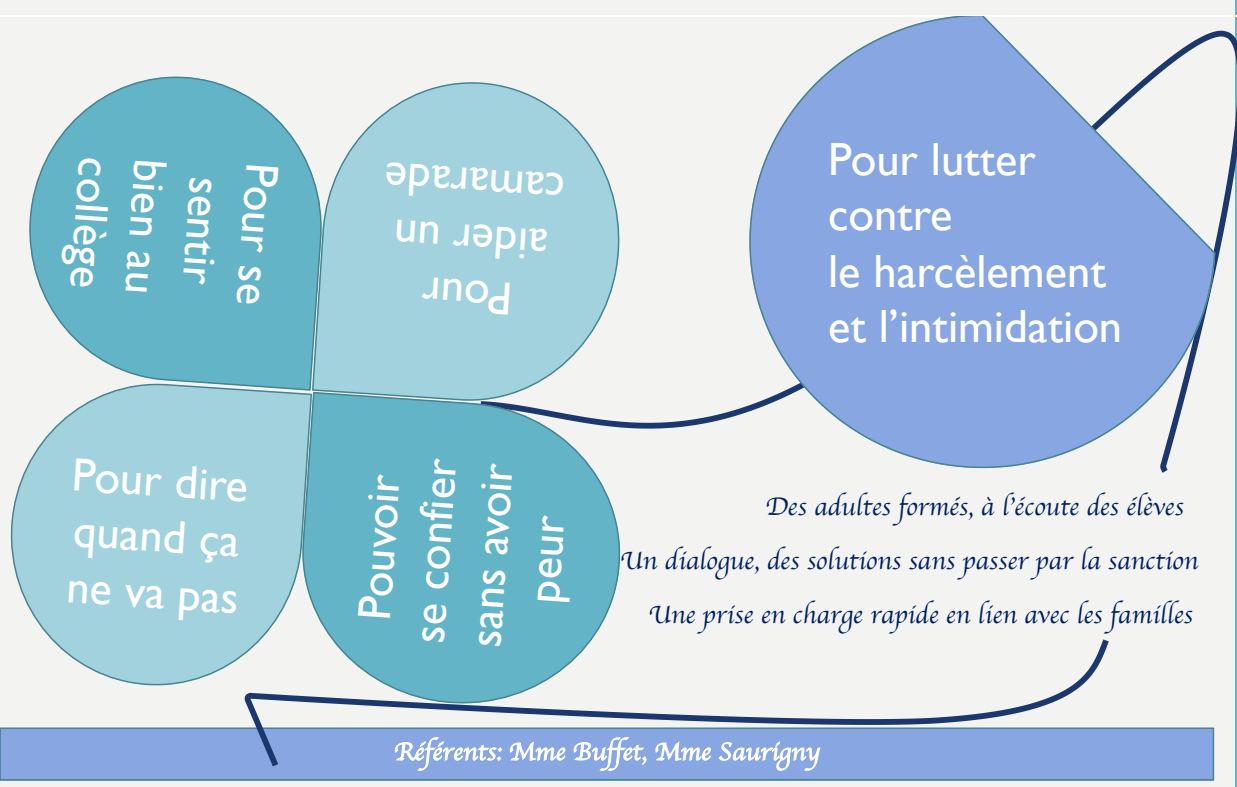 Pour se
sentir
bien au
collège
Pour
aider un
camarade
Pour dire
quand ça
ne va pas
Pouvoir
se confier
sans avoir
peur
Pour lutter
contre
le harcèlement
et l’intimidation
Des adultes formés, à l’écoute des élèves
Un dialogue, des solutions sans passer par la sanction
Une prise en charge rapide en lien avec les familles
Référents: Mme Buffet, Mme Saurigny